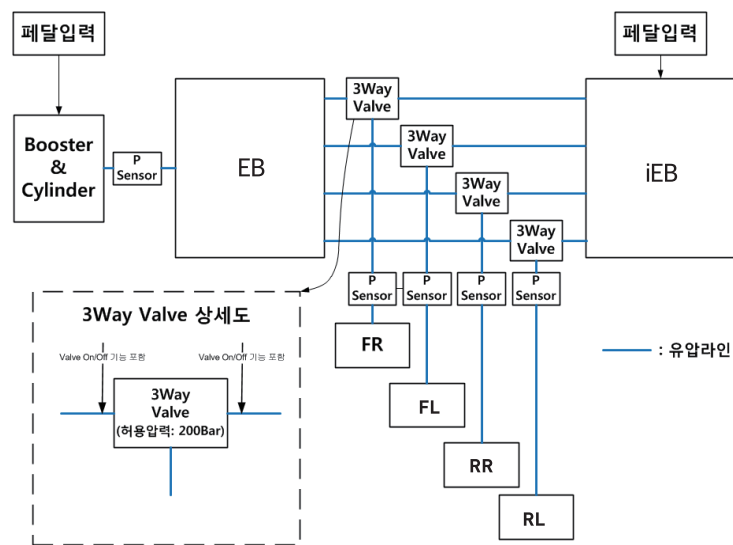 페달입력
페달입력
Booster
&
Cylinder
P
Sensor
EB
3Way
Valve
3Way
Valve
3Way
Valve
3Way
Valve
iEB
P
Sensor
P
Sensor
P
Sensor
P
Sensor
FR
FL
RR
RL
: 유압라인
3Way Valve 상세도
Valve On/Off 기능 포함
Valve On/Off 기능 포함
3Way
Valve
(허용압력: 200Bar)